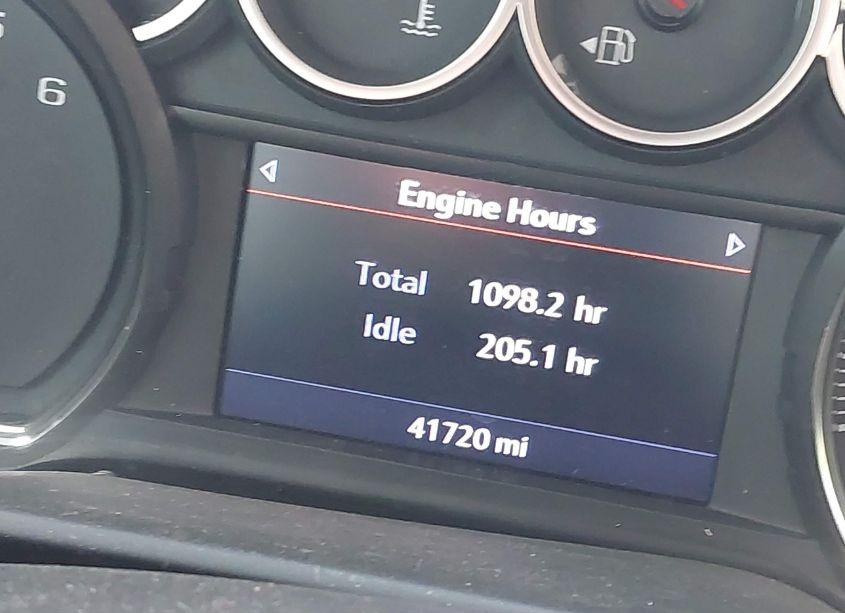 6
Engine Hours
Total 1098.2 hr
Idle 205.1 hr
41720 mi